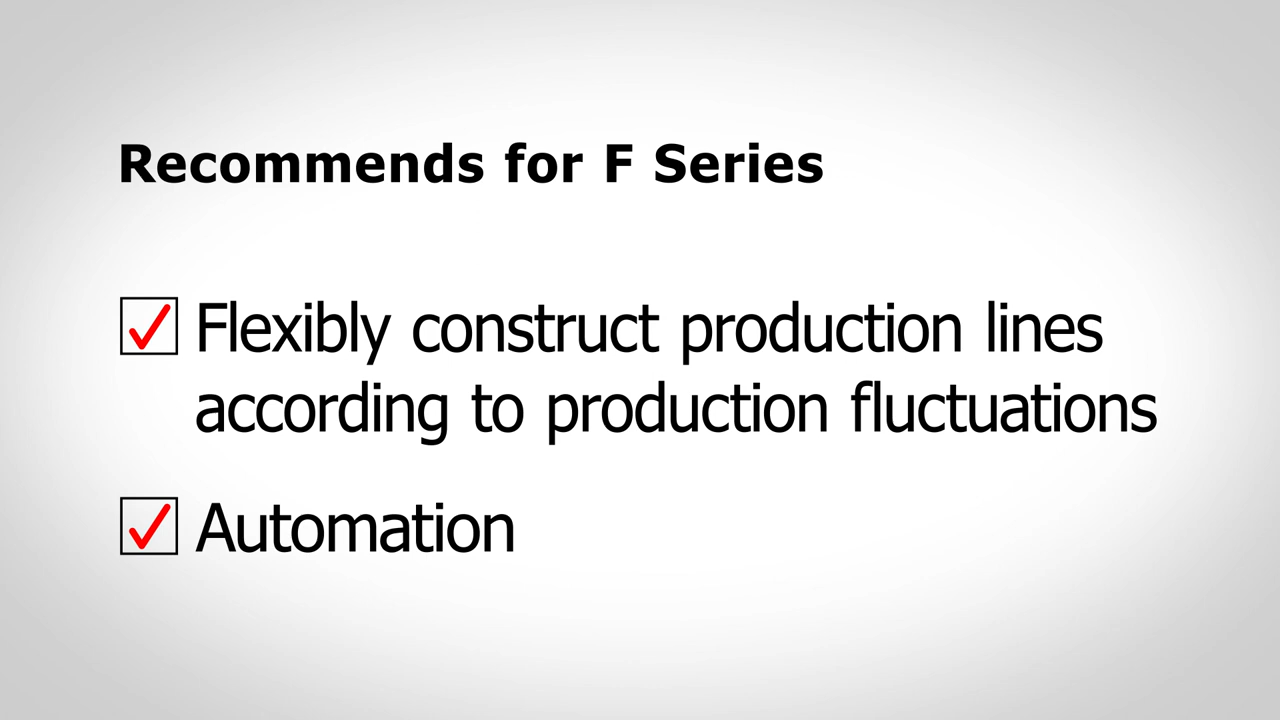 Recommends for F Series
Flexibly construct production lines
according to production fluctuations
Automation